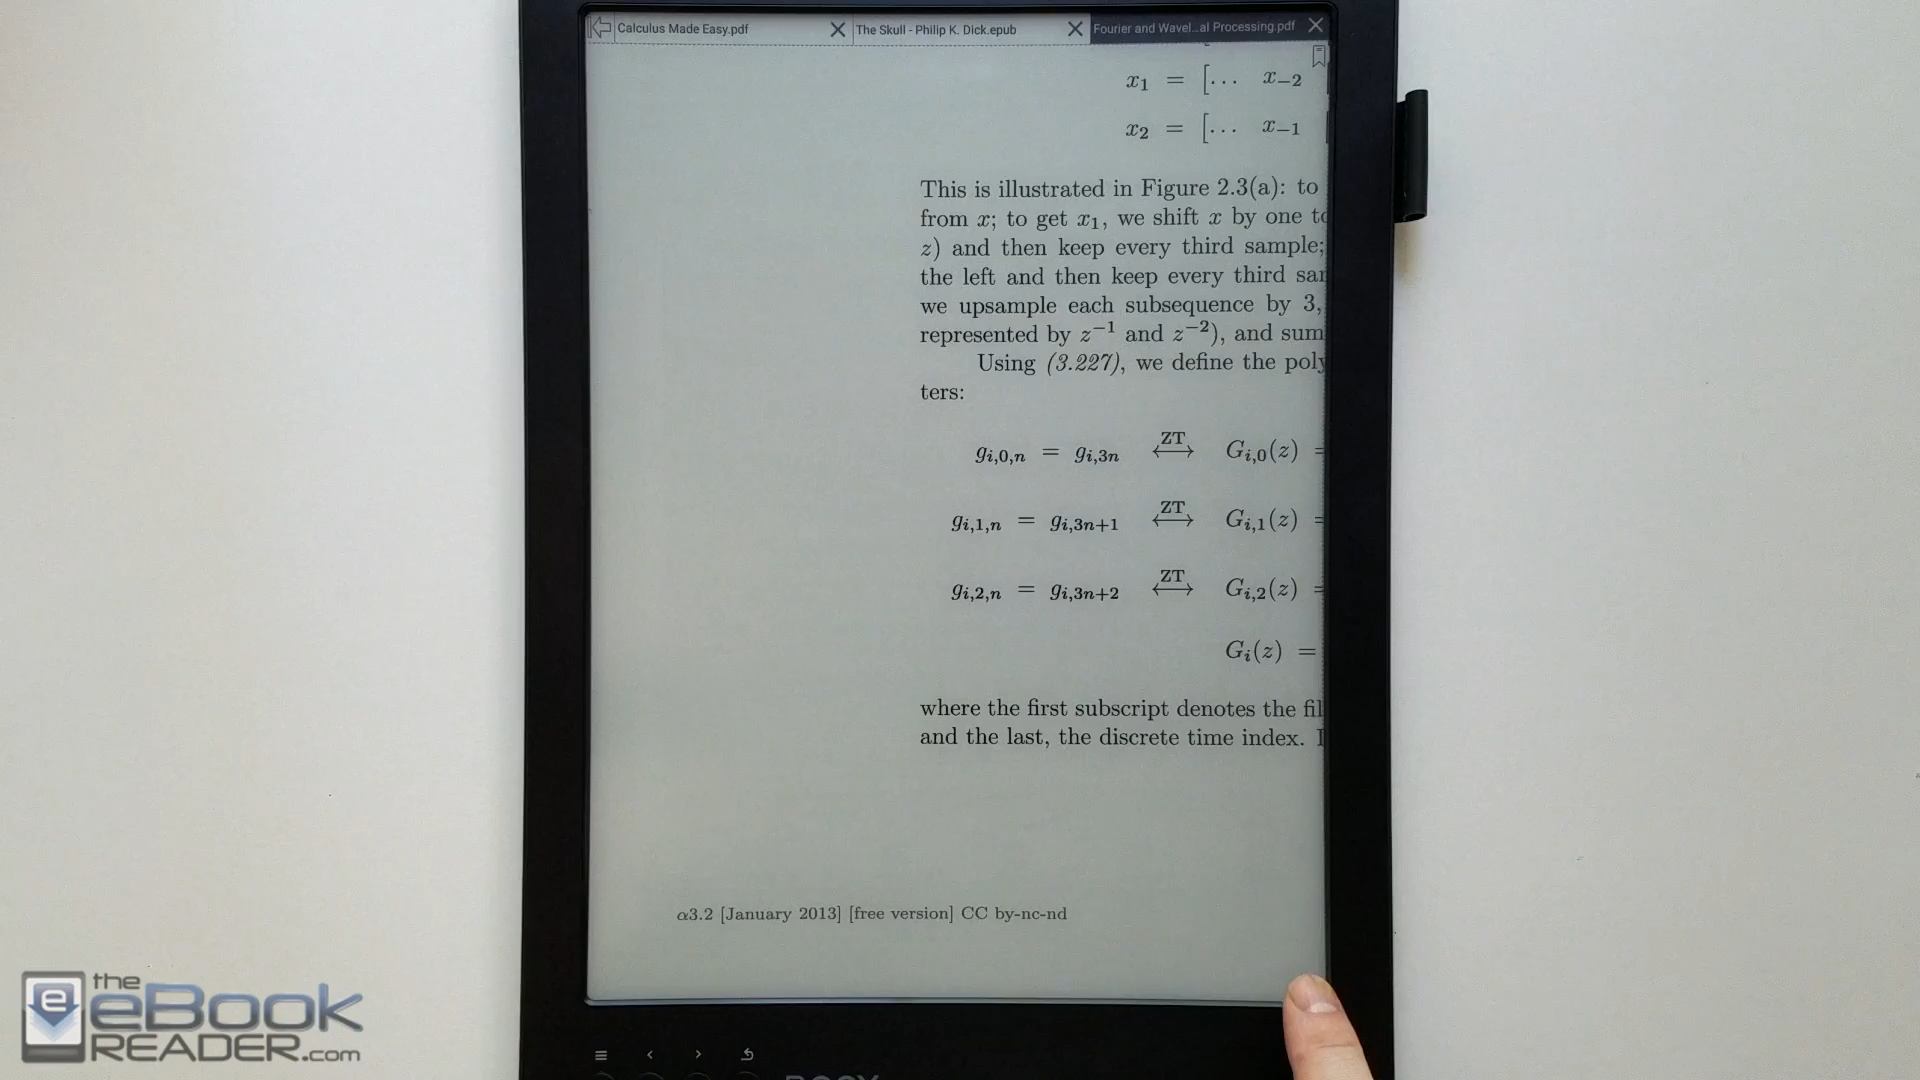 Calculus Made Easy.pdf
The Skull - Philip K. Dick.epub
Fourier and Wavel...al Processing.pdf
x₁ = [⋯ x₋₂
x₂ = [⋯ x₋₁
This is illustrated in Figure 2.3(a): to
from x; to get x₁, we shift x by one
z) and then keep every third sample;
the left and then keep every third
we upsample each subsequence by 3,
represented by z⁻¹ and z⁻²), and sum
Using (3.227), we define the
ters:
gᵢ,₀,ₙ = gᵢ,₃ₙ ZT ⟷ Gᵢ,₀(z) =
gᵢ,₁,ₙ = gᵢ,₃ₙ₊₁ ZT ⟷ Gᵢ,₁(z) =
gᵢ,₂,ₙ = gᵢ,₃ₙ₊₂ ZT ⟷ Gᵢ,₂(z) =
Gᵢ(z) =
where the first subscript denotes the
and the last, the discrete time index.
α3.2 [January 2013] [free version] CC by-nc-nd
the
eBook
READER.com